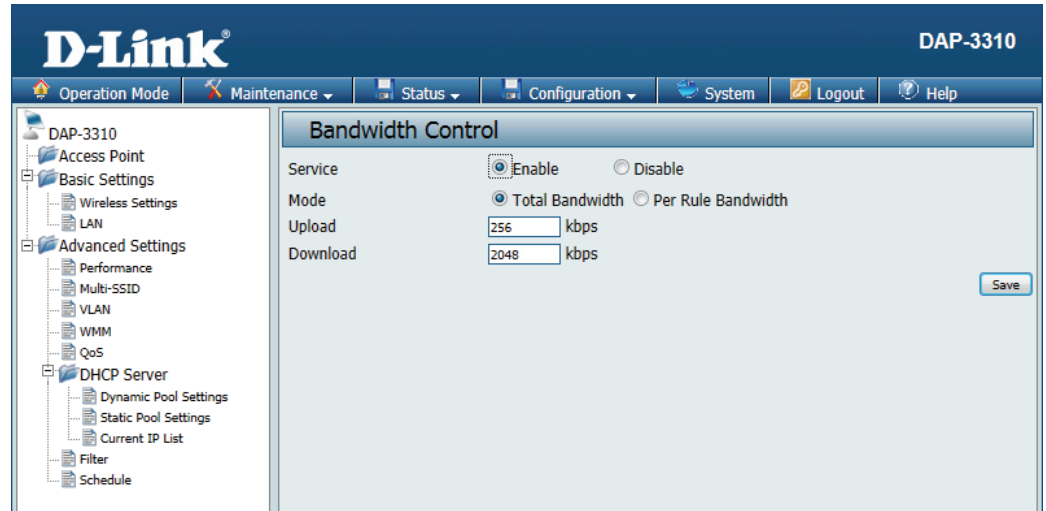 D-Link®
DAP-3310
Operation Mode Maintenance Status Configuration System Logout Help
DAP-3310
Access Point
Basic Settings
Wireless Settings
LAN
Advanced Settings
Performance
Multi-SSID
VLAN
WMM
QoS
DHCP Server
Dynamic Pool Settings
Static Pool Settings
Current IP List
Filter
Schedule
Bandwidth Control
Service Enable Disable
Mode Total Bandwidth Per Rule Bandwidth
Upload 256 kbps
Download 2048 kbps
Save